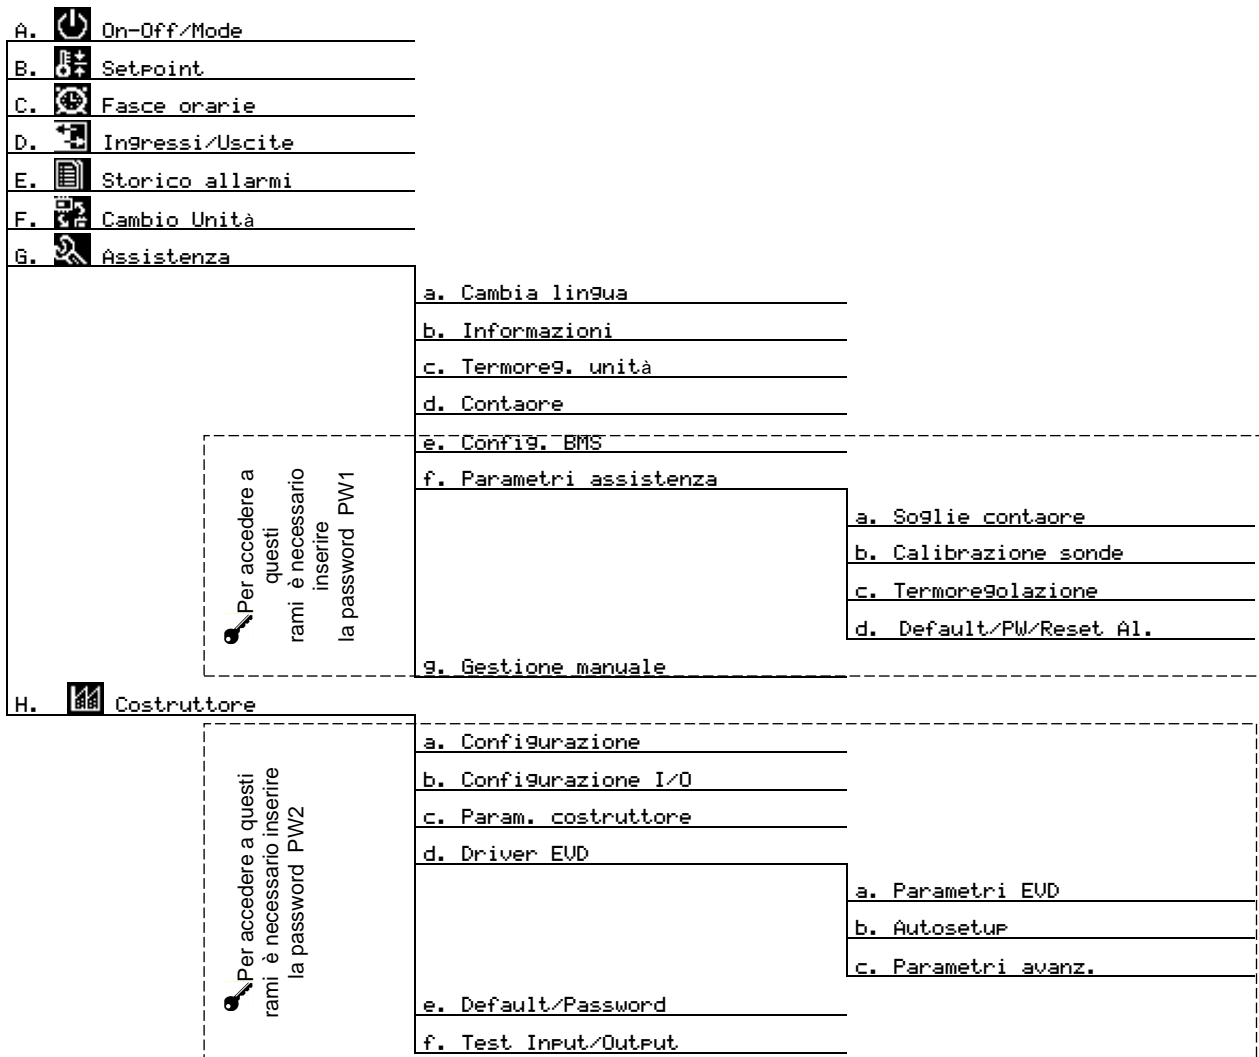 A. On-Off/Mode
B. Setpoint
C. Fasce orarie
D. Ingressi/Uscite
E. Storico allarmi
F. Cambio Unità
G. Assistenza
a. Cambia lingua
b. Informazioni
c. Termoreg. unità
d. Contaore
e. Config. BMS
f. Parametri assistenza
Per accedere a
questi
rami è necessario
inserire
la password PW1
a. Soglie contaore
b. Calibrazione sonde
c. Termoregolazione
d. Default/PW/Reset Al.
g. Gestione manuale
H. Costruttore
a. Configurazione
b. Configurazione I/O
c. Param. costruttore
d. Driver EVD
Per accedere a questi
rami è necessario inserire
la password PW2
a. Parametri EVD
b. Autosetup
c. Parametri avanz.
e. Default/Password
f. Test Input/Output